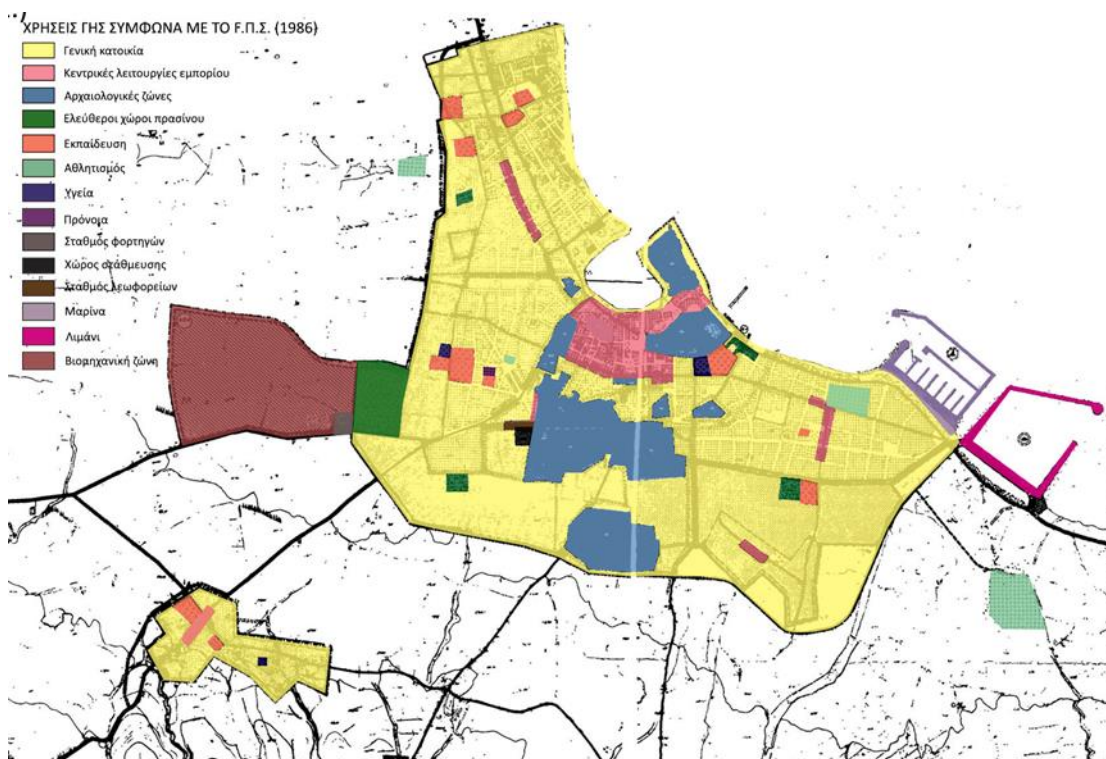 ΧΡΗΣΕΙΣ ΓΗΣ ΣΥΜΦΩΝΑ ΜΕ ΤΟ Γ.Π.Σ. (1986)
Γενική κατοικία
Κεντρικές λειτουργίες εμπορίου
Αρχαιολογικές ζώνες
Ελεύθεροι χώροι πρασίνου
Εκπαίδευση
Αθλητισμός
Υγεία
Πρόνοια
Σταθμός φορτηγών
Χώρος στάθμευσης
Σταθμός λεωφορείων
Μαρίνα
Λιμάνι
Βιομηχανική ζώνη